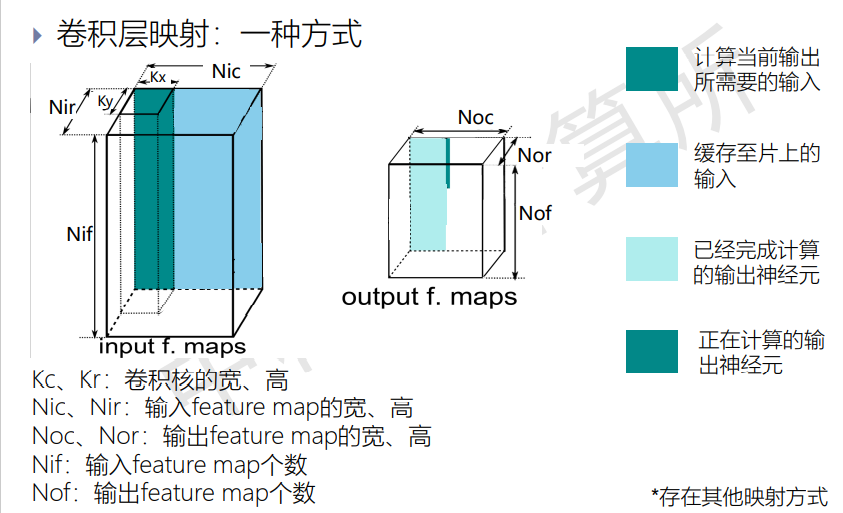 卷积层映射：一种方式
Kx
Nic
Ky
Nir
Nif
input f. maps
Noc
Nor
Nof
output f. maps
计算当前输出
所需要的输入
缓存至片上的
输入
已经完成计算
的输出神经元
正在计算的输
出神经元
Kc、Kr：卷积核的宽、高
Nic、Nir：输入feature map的宽、高
Noc、Nor：输出feature map的宽、高
Nif：输入feature map个数
Nof：输出feature map个数
*存在其他映射方式
算所